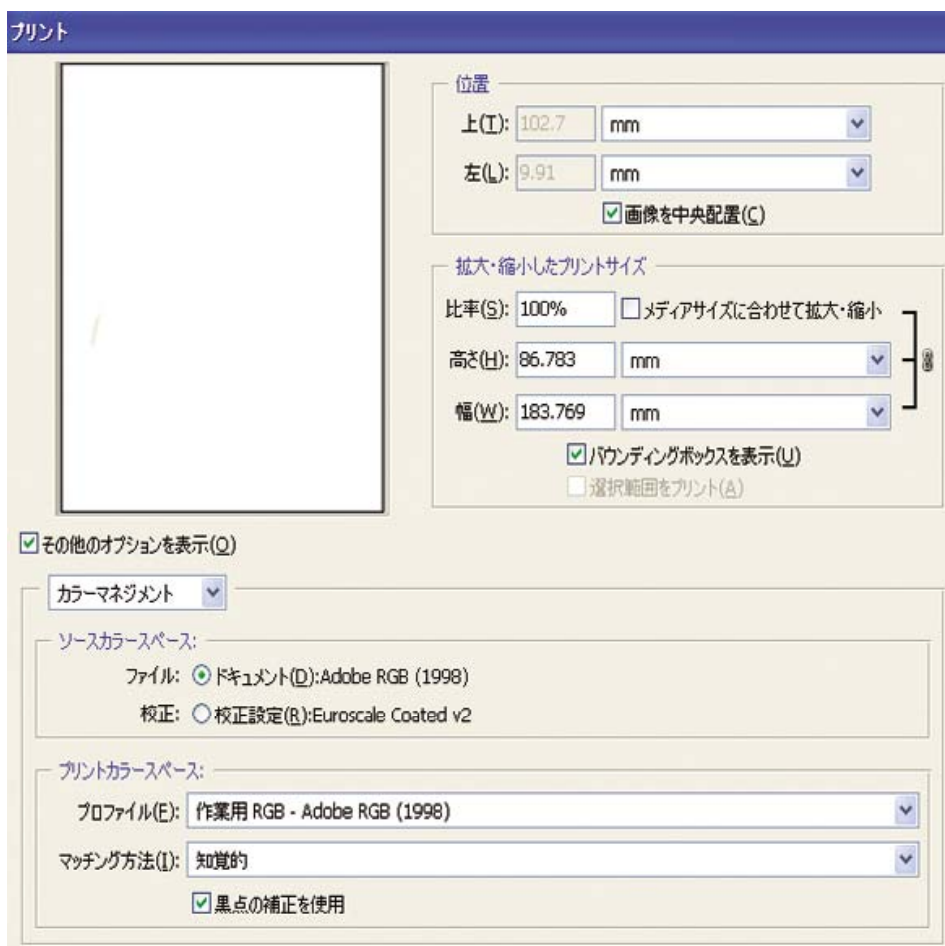 プリント
位置
上(T): 102.7 mm
左(L): 9.91 mm
画像を中央配置(C)
拡大・縮小したプリントサイズ
比率(S): 100% メディアサイズに合わせて拡大・縮小
高さ(H): 86.783 mm
幅(W): 183.769 mm
バウンディングボックスを表示(U)
選択範囲をプリント(A)
その他のオプションを表示(O)
カラーマネジメント
ソースカラースペース:
ファイル: ドキュメント(D):Adobe RGB (1998)
校正: 校正設定(R):Euroscale Coated v2
プリントカラースペース:
プロファイル(E): 作業用 RGB - Adobe RGB (1998)
マッチング方法(I): 知覚的
黒点の補正を使用